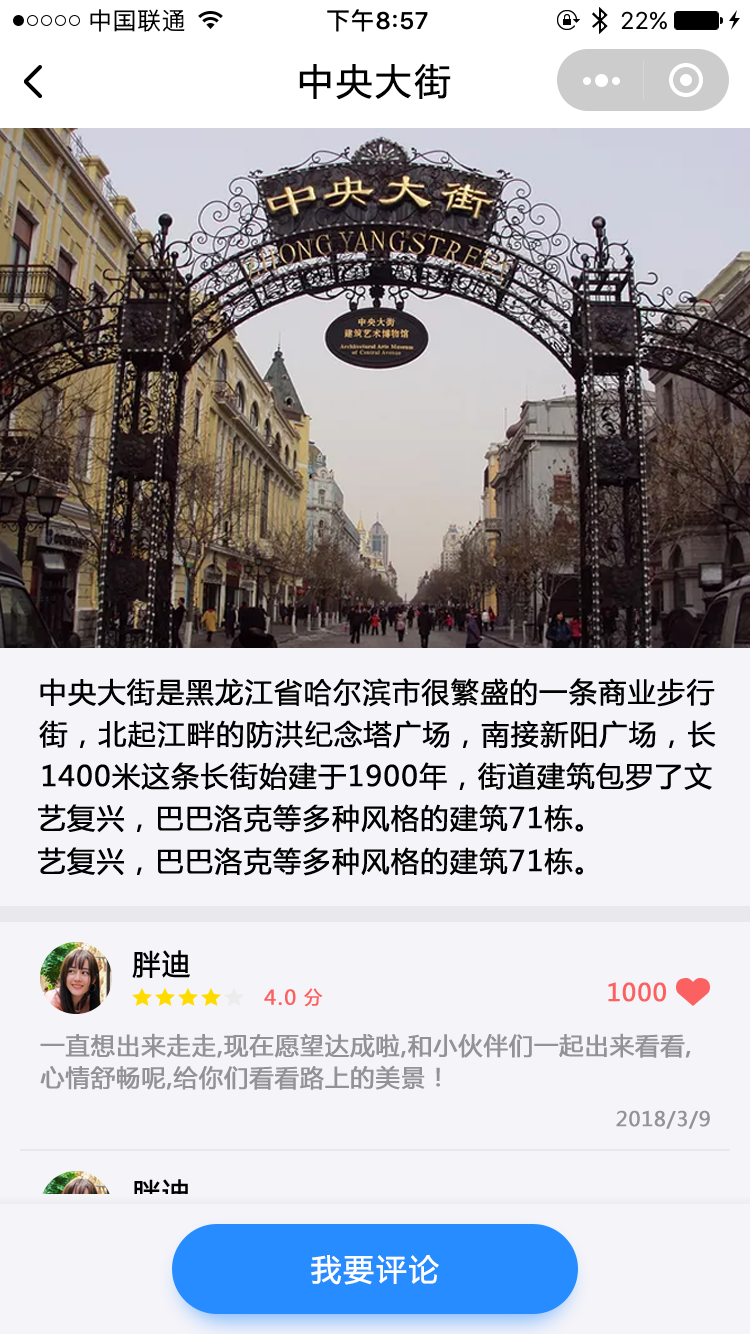 中国联通
下午8:57
22%
中央大街
中央大街
ZHONG YANGSTREET
中央大街
建筑艺术博物馆
Architectural Arts Museum
of Central Avenue
中央大街是黑龙江省哈尔滨市很繁盛的一条商业步行
街，北起江畔的防洪纪念塔广场，南接新阳广场，长
1400米这条长街始建于1900年，街道建筑包罗了文
艺复兴，巴巴洛克等多种风格的建筑71栋。
艺复兴，巴巴洛克等多种风格的建筑71栋。
胖迪
4.0 分
1000
一直想出来走走,现在愿望达成啦,和小伙伴们一起出来看看,
心情舒畅呢,给你们看看路上的美景！
2018/3/9
胖迪
我要评论